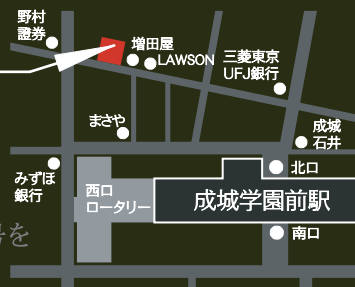 野村
證券
増田屋
LAWSON
三菱東京
UFJ銀行
まさや
成城
石井
みずほ
銀行
西口
ロータリー
北口
成城学園前駅
南口
を